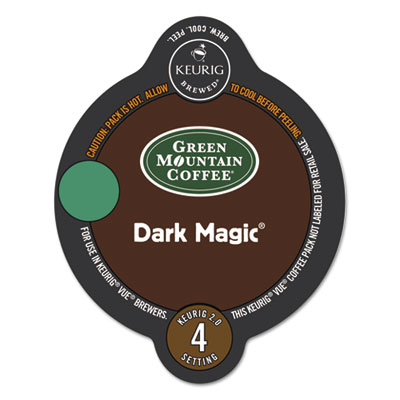 BREW. COOL. PEEL.
KEURIG
BREWED®
CAUTION: PACK IS HOT. ALLOW TO COOL BEFORE PEELING.
GREEN
MOUNTAIN
COFFEE®
Dark Magic®
FOR USE IN KEURIG® VUE® BREWERS.
THIS KEURIG® VUE® COFFEE PACK NOT LABELED FOR RETAIL SALE.
KEURIG 2.0
4
SETTING